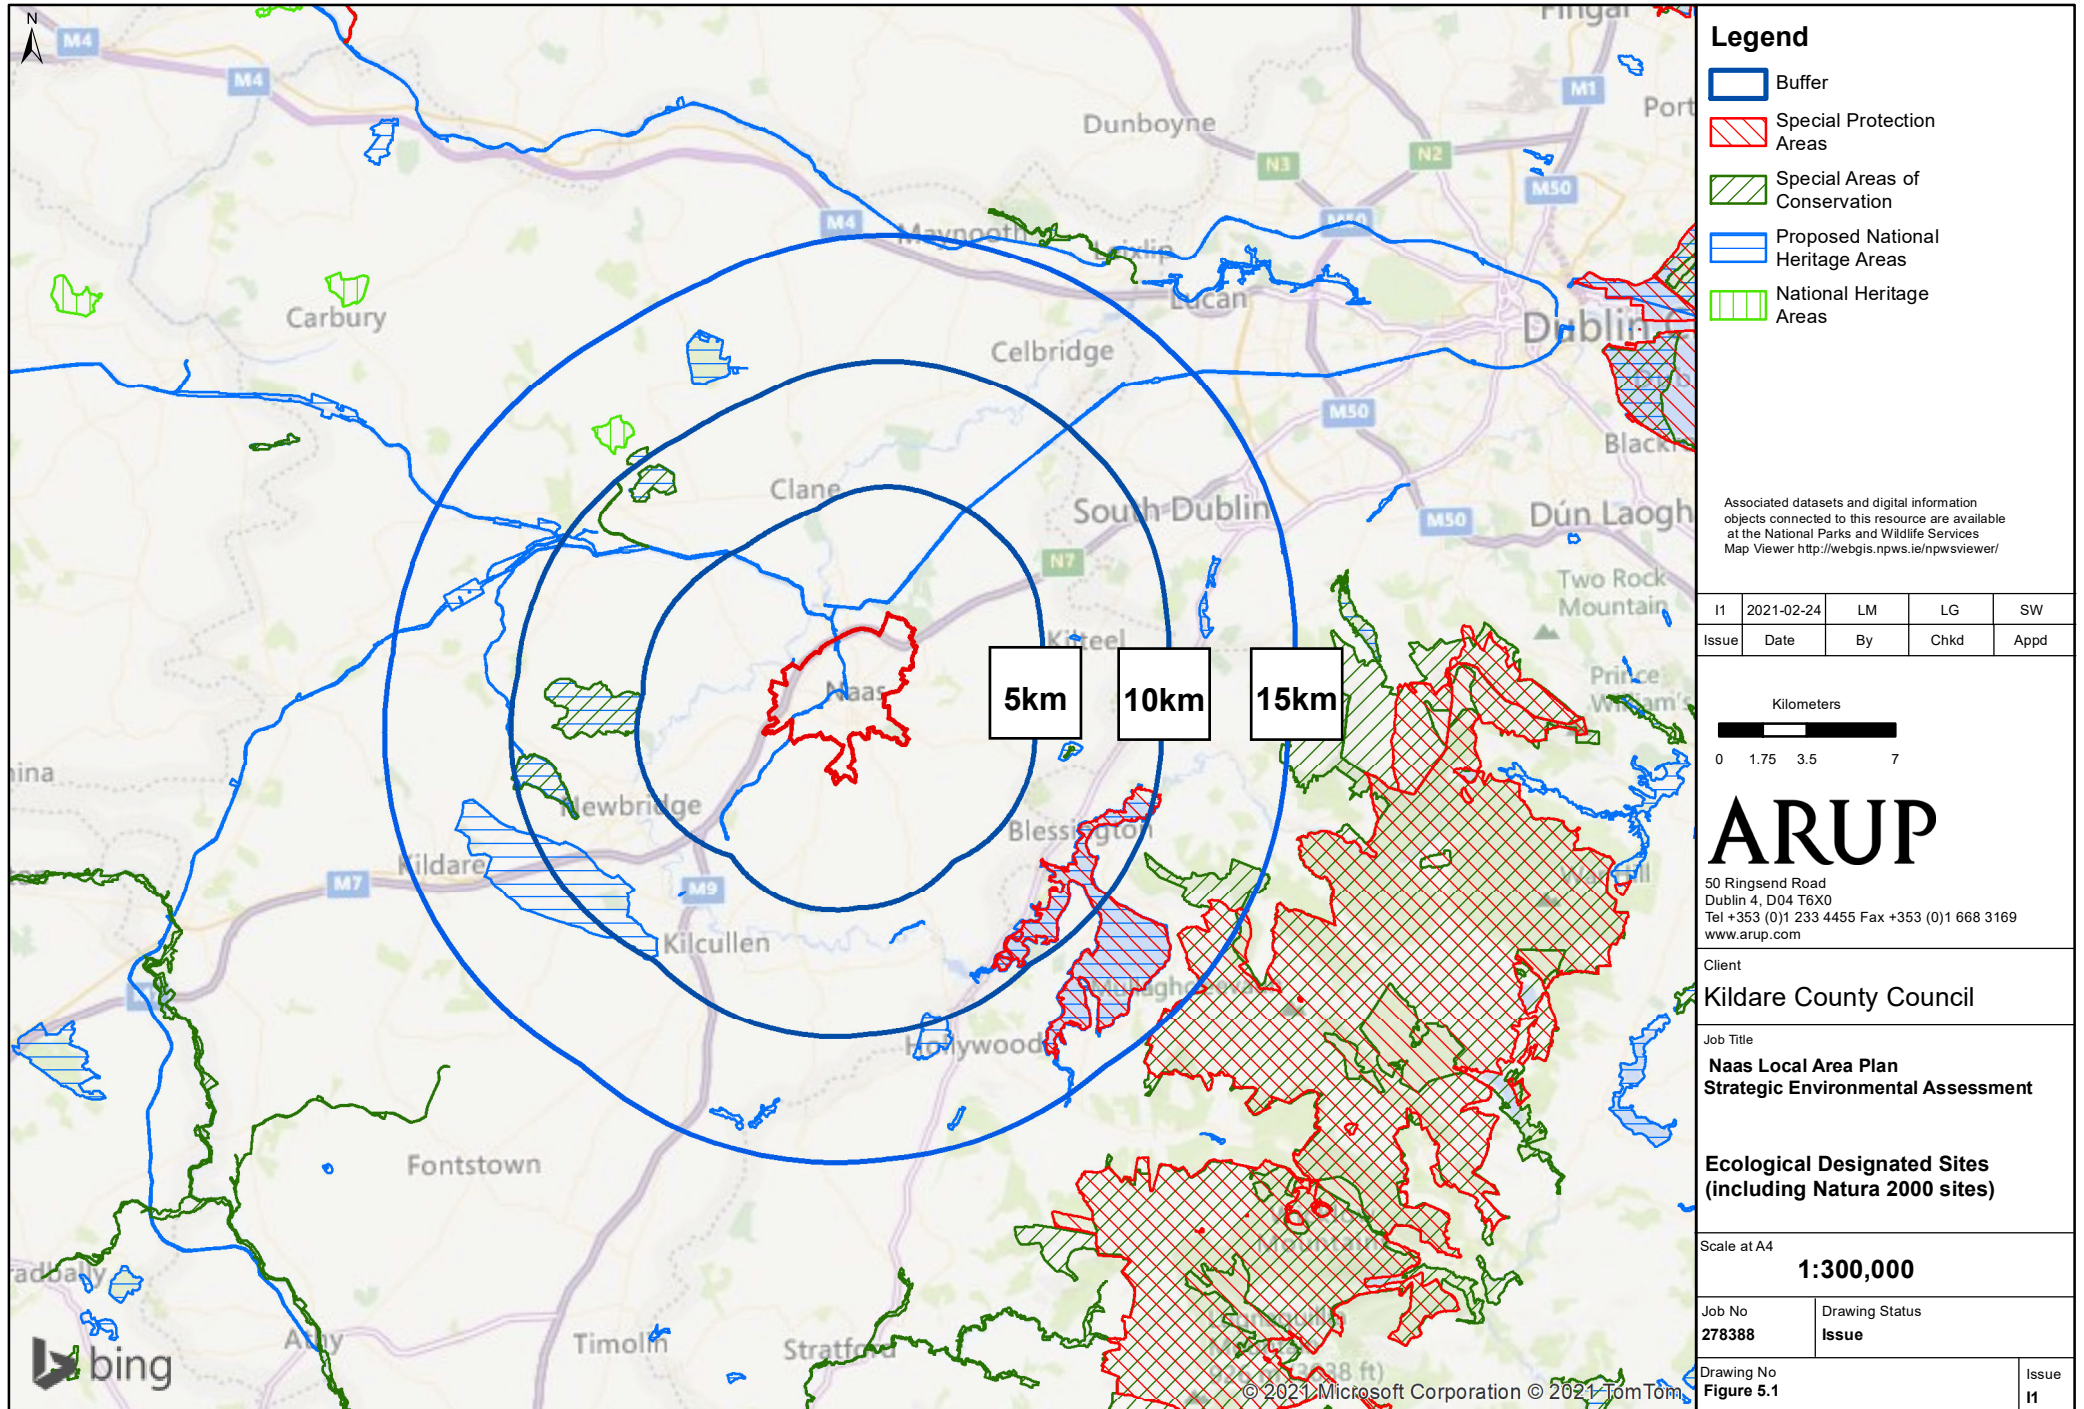 N
M4
M4
Fingal
M1
Port
Dunboyne
N3
N2
M50
M4
Maynooth
M50
Leixlip
Lucan
Carbury
Dublin
Celbridge
M50
Clane
South Dublin
M50
Dún Laogh
N7
Two Rock
Mountain
Kilteel
Prince
William's
Naas
5km
10km
15km
Newbridge
Blessington
Kildare
M7
M9
Kilcullen
Hollywood
Fontstown
Athy
Timolin
Stratford
bing
© 2021 Microsoft Corporation © 2021 TomTom
Legend
Buffer
Special Protection
Areas
Special Areas of
Conservation
Proposed National
Heritage Areas
National Heritage
Areas
Associated datasets and digital information
objects connected to this resource are available
at the National Parks and Wildlife Services
Map Viewer http://webgis.npws.ie/npwsviewer/
I1 2021-02-24 LM LG SW
Issue Date By Chkd Appd
Kilometers
0 1.75 3.5 7
ARUP
50 Ringsend Road
Dublin 4, D04 T6X0
Tel +353 (0)1 233 4455 Fax +353 (0)1 668 3169
www.arup.com
Client
Kildare County Council
Job Title
Naas Local Area Plan
Strategic Environmental Assessment
Ecological Designated Sites
(including Natura 2000 sites)
Scale at A4
1:300,000
Job No
278388
Drawing Status
Issue
Drawing No
Figure 5.1
Issue
I1